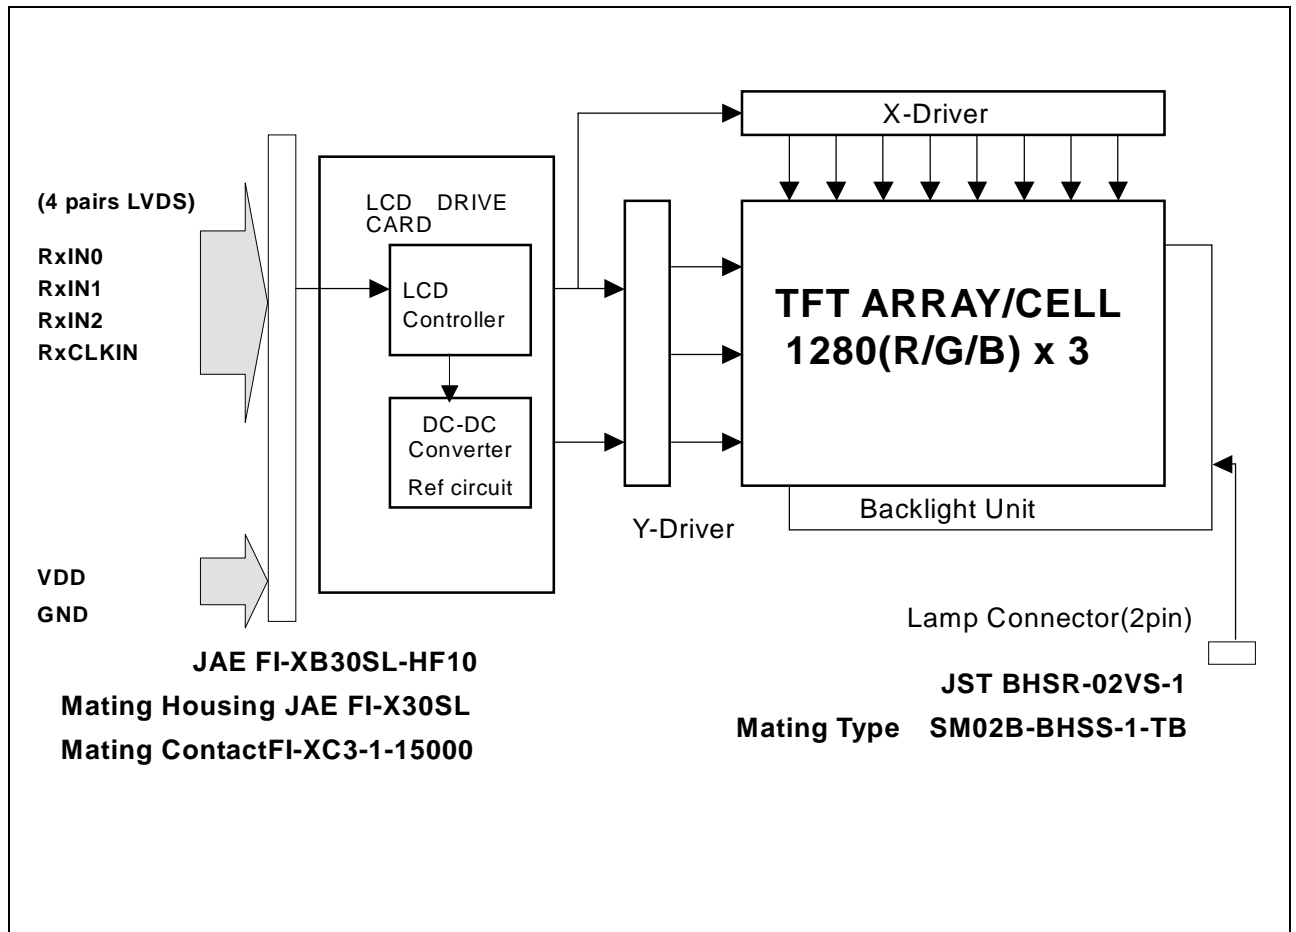 X-Driver
(4 pairs LVDS)
RxIN0
RxIN1
RxIN2
RxCLKIN
LCD DRIVE
CARD
LCD
Controller
DC-DC
Converter
Ref circuit
TFT ARRAY/CELL
1280(R/G/B) x 3
Backlight Unit
Y-Driver
VDD
GND
Lamp Connector(2pin)
JAE FI-XB30SL-HF10
Mating Housing JAE FI-X30SL
Mating ContactFI-XC3-1-15000
JST BHSR-02VS-1
Mating Type SM02B-BHSS-1-TB